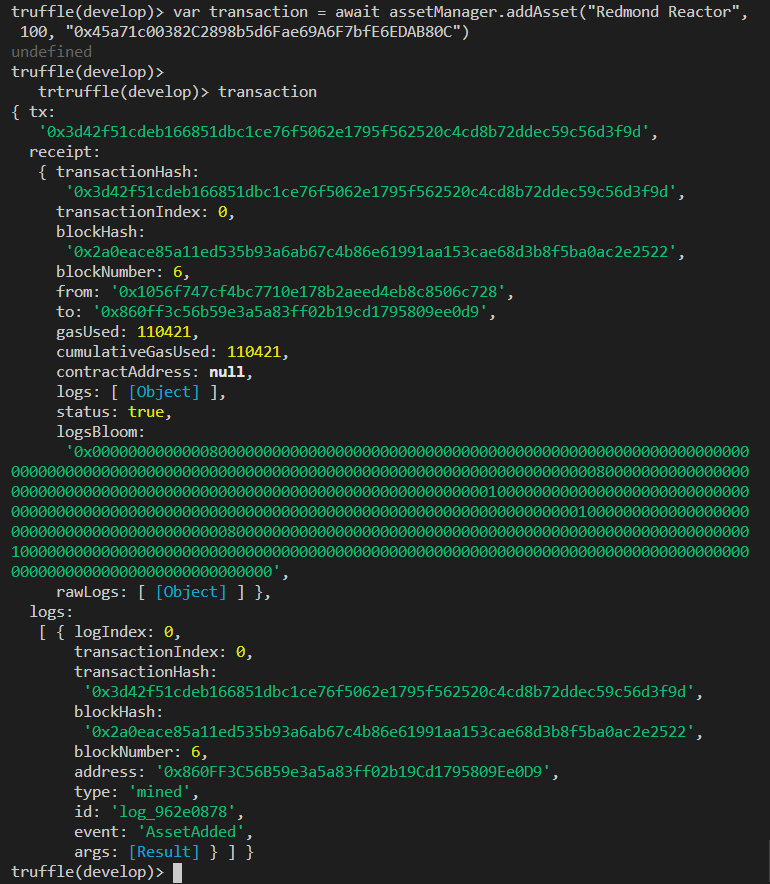 truffle(develop)> var transaction = await assetManager.addAsset("Redmond Reactor",
 100, "0x45a71c00382C2898b5d6Fae69A6F7bfE6EDAB80C")
undefined
truffle(develop)>
   trtruffle(develop)> transaction
{ tx:
   '0x3d42f51cdeb166851dbc1ce76f5062e1795f562520c4cd8b72ddec59c56d3f9d',
  receipt:
   { transactionHash:
      '0x3d42f51cdeb166851dbc1ce76f5062e1795f562520c4cd8b72ddec59c56d3f9d',
     transactionIndex: 0,
     blockHash:
      '0x2a0eace85a11ed535b93a6ab67c4b86e61991aa153cae68d3b8f5ba0ac2e2522',
     blockNumber: 6,
     from: '0x1056f747cf4bc7710e178b2aeed4eb8c8506c728',
     to: '0x860ff3c56b59e3a5a83ff02b19cd1795809ee0d9',
     gasUsed: 110421,
     cumulativeGasUsed: 110421,
     contractAddress: null,
     logs: [ [Object] ],
     status: true,
     logsBloom:
     rawLogs: [ [Object] ] },
  logs:
   [ { logIndex: 0,
       transactionIndex: 0,
       transactionHash:
        '0x3d42f51cdeb166851dbc1ce76f5062e1795f562520c4cd8b72ddec59c56d3f9d',
       blockHash:
        '0x2a0eace85a11ed535b93a6ab67c4b86e61991aa153cae68d3b8f5ba0ac2e2522',
       blockNumber: 6,
       address: '0x860FF3C56B59e3a5a83ff02b19Cd1795809Ee0D9',
       type: 'mined',
       id: 'log_962e0878',
       event: 'AssetAdded',
       args: [Result] } ] }
truffle(develop)>